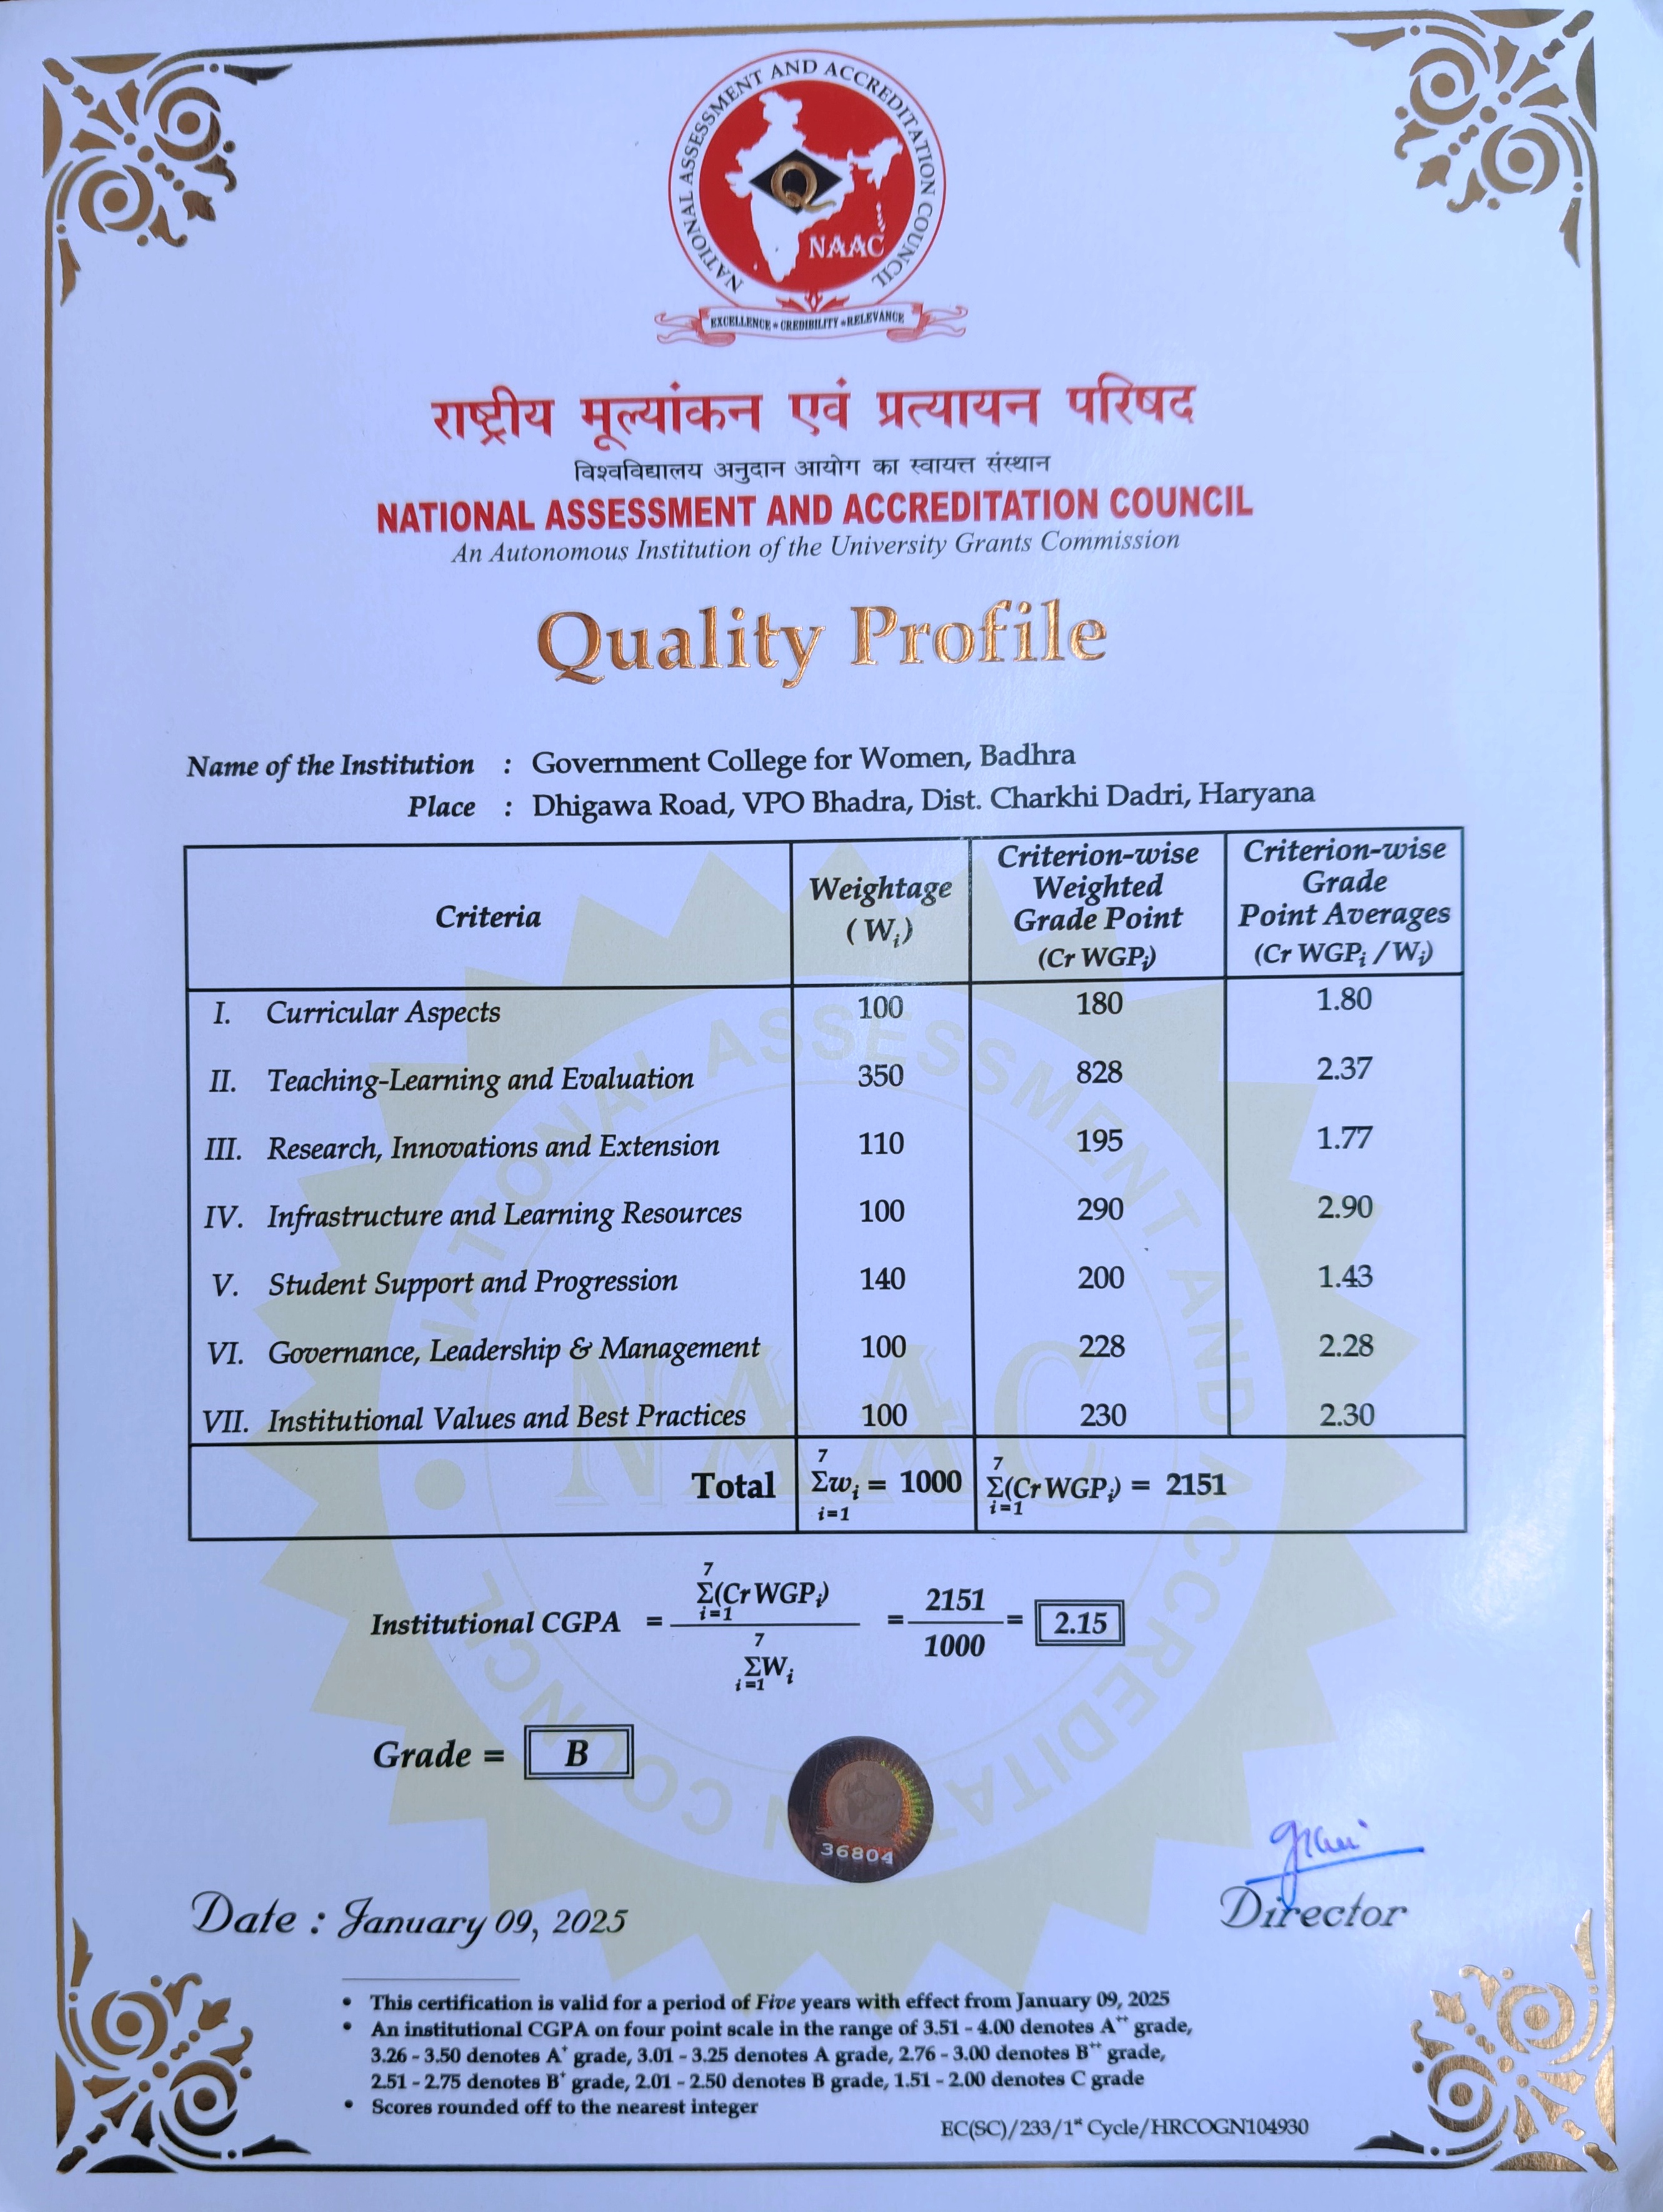 NATIONAL ASSESSMENT AND ACCREDITATION COUNCIL
Q
NAAC
EXCELLENCE • CREDIBILITY • RELEVANCE
राष्ट्रीय मूल्यांकन एवं प्रत्यायन परिषद
विश्वविद्यालय अनुदान आयोग का स्वायत्त संस्थान
NATIONAL ASSESSMENT AND ACCREDITATION COUNCIL
An Autonomous Institution of the University Grants Commission
Quality Profile
Name of the Institution : Government College for Women, Badhra
Place : Dhigawa Road, VPO Bhadra, Dist. Charkhi Dadri, Haryana
Criteria | Weightage (Wi) | Criterion-wise Weighted Grade Point (Cr WGPi) | Criterion-wise Grade Point Averages (Cr WGPi / Wi)
I. Curricular Aspects 100 180 1.80
II. Teaching-Learning and Evaluation 350 828 2.37
III. Research, Innovations and Extension 110 195 1.77
IV. Infrastructure and Learning Resources 100 290 2.90
V. Student Support and Progression 140 200 1.43
VI. Governance, Leadership & Management 100 228 2.28
VII. Institutional Values and Best Practices 100 230 2.30
Total 7 Σwi i=1 = 1000 7 Σ(Cr WGPi) i=1 = 2151
Institutional CGPA = 7 Σ(Cr WGPi) i=1 / 7 ΣWi i=1 = 2151 / 1000 = 2.15
Grade = B
36804
Date : January 09, 2025
Director
• This certification is valid for a period of Five years with effect from January 09, 2025
• An institutional CGPA on four point scale in the range of 3.51 - 4.00 denotes A++ grade,
3.26 - 3.50 denotes A+ grade, 3.01 - 3.25 denotes A grade, 2.76 - 3.00 denotes B++ grade,
2.51 - 2.75 denotes B+ grade, 2.01 - 2.50 denotes B grade, 1.51 - 2.00 denotes C grade
• Scores rounded off to the nearest integer
EC(SC)/233/1st Cycle/HRCOGN104930